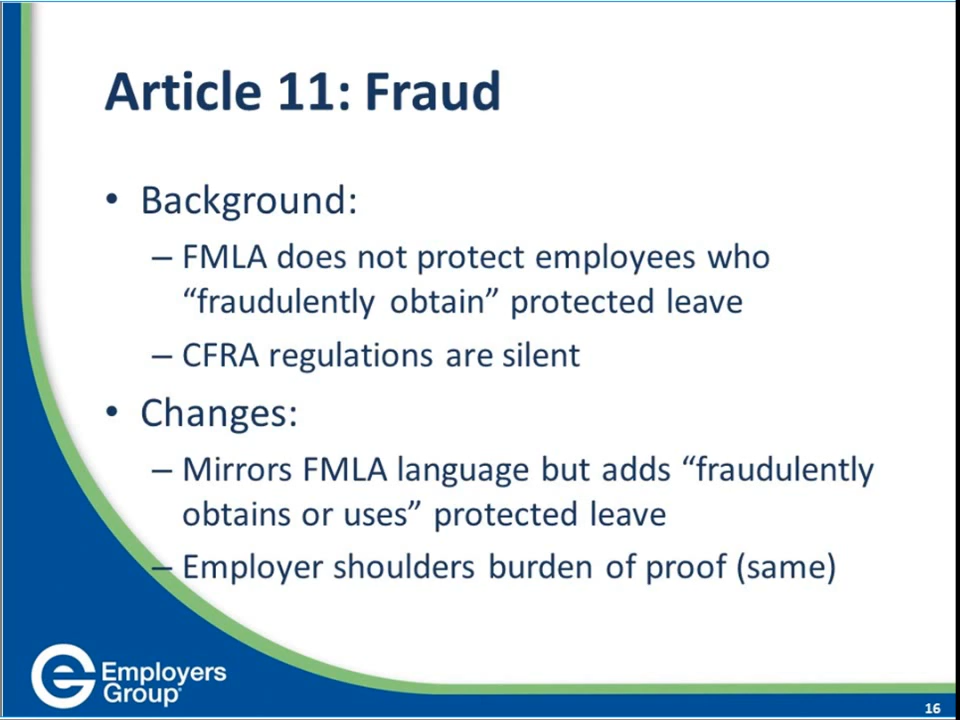 Article 11: Fraud
• Background:
– FMLA does not protect employees who
“fraudulently obtain” protected leave
– CFRA regulations are silent
• Changes:
– Mirrors FMLA language but adds “fraudulently
obtains or uses” protected leave
– Employer shoulders burden of proof (same)
Employers
Group
16